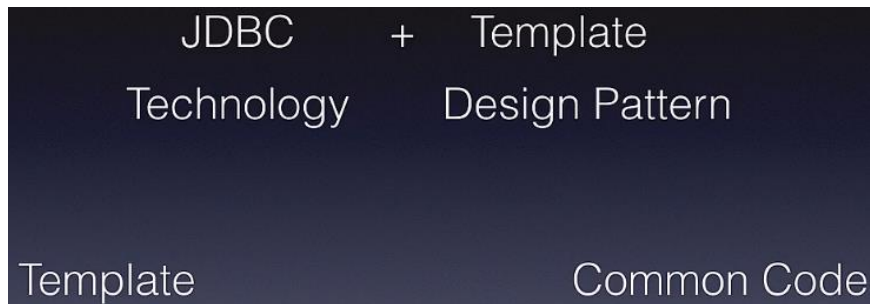 JDBC + Template
Technology Design Pattern
Template Common Code